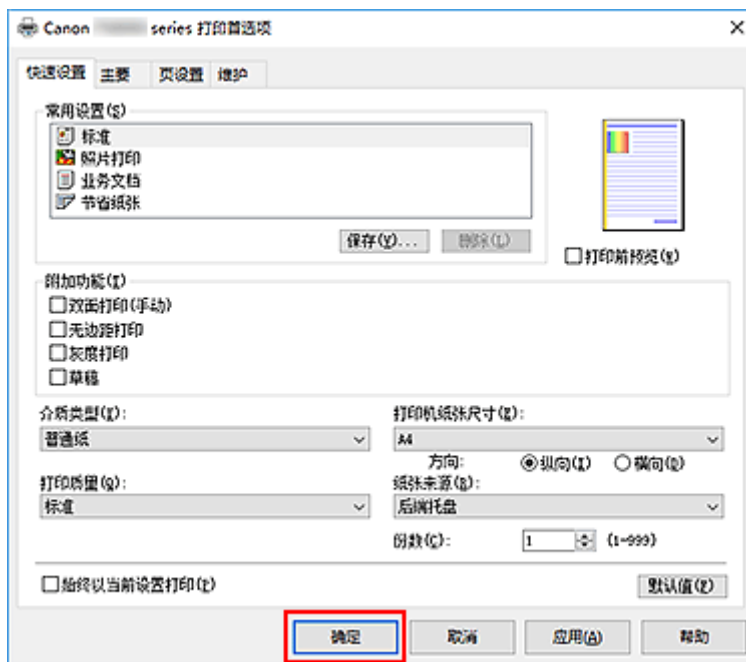 Canon series 打印首选项
快速设置 主要 页设置 维护
常用设置(S)
标准
照片打印
业务文档
节省纸张
保存(V)... 删除(L)
打印前预览(W)
附加功能(I)
双面打印(手动)
无边距打印
灰度打印
草稿
介质类型(Y): 打印机纸张尺寸(Z):
普通纸 A4
方向: 纵向(I) 横向(D)
打印质量(Q): 纸张来源(B):
标准 后端托盘
份数(C): 1 (1-999)
始终以当前设置打印(P) 默认值(Z)
确定 取消 应用(A) 帮助